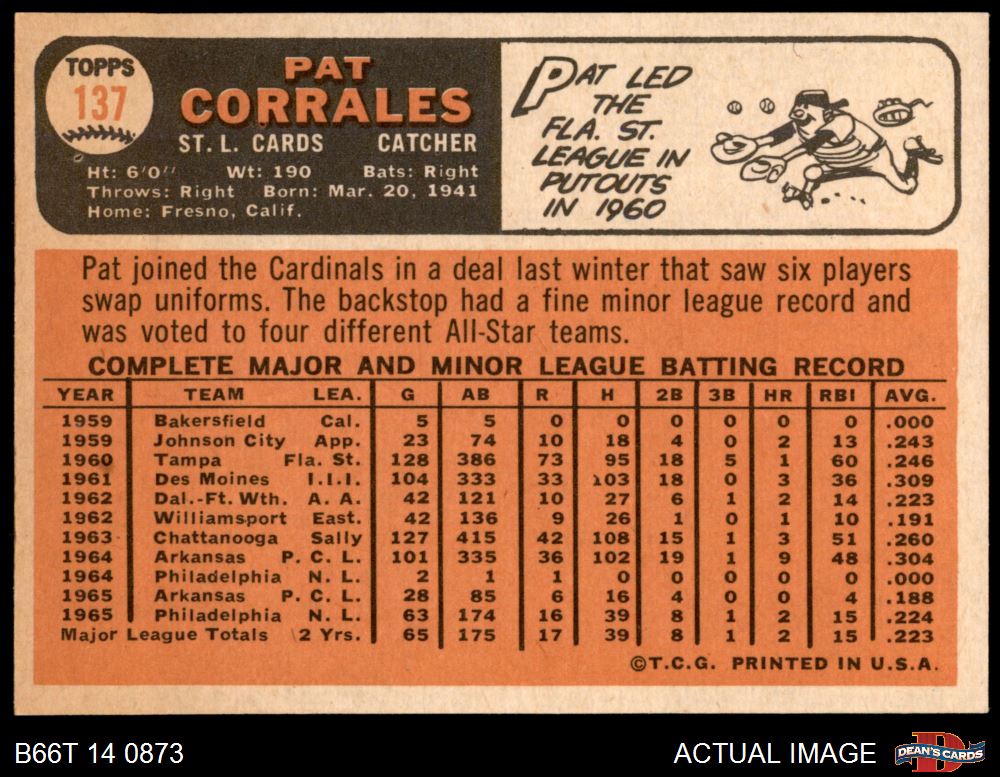 TOPPS
137
PAT
CORRALES
ST. L. CARDS CATCHER
Ht: 6'0" Wt: 190 Bats: Right
Throws: Right Born: Mar. 20, 1941
Home: Fresno, Calif.
PAT LED
THE
FLA. ST.
LEAGUE IN
PUTOUTS
IN 1960
Pat joined the Cardinals in a deal last winter that saw six players
swap uniforms. The backstop had a fine minor league record and
was voted to four different All-Star teams.
COMPLETE MAJOR AND MINOR LEAGUE BATTING RECORD
YEAR TEAM LEA. G AB R H 2B 3B HR RBI AVG.
1959 Bakersfield Cal. 5 5 0 0 0 0 0 0 .000
1959 Johnson City App. 23 74 10 18 4 0 2 13 .243
1960 Tampa Fla. St. 128 386 73 95 18 5 1 60 .246
1961 Des Moines I.I.I. 104 333 33 103 18 0 3 36 .309
1962 Dal.-Ft. Wth. A. A. 42 121 10 27 6 1 2 14 .223
1962 Williamsport East. 42 136 9 26 1 0 1 10 .191
1963 Chattanooga Sally 127 415 42 108 15 1 3 51 .260
1964 Arkansas P. C. L. 101 335 36 102 19 1 9 48 .304
1964 Philadelphia N. L. 2 1 1 0 0 0 0 0 .000
1965 Arkansas P. C. L. 28 85 6 16 4 0 0 4 .188
1965 Philadelphia N. L. 63 174 16 39 8 1 2 15 .224
Major League Totals 2 Yrs. 65 175 17 39 8 1 2 15 .223
©T.C.G. PRINTED IN U.S.A.
B66T 14 0873
ACTUAL IMAGE
D
DEAN'S CARDS